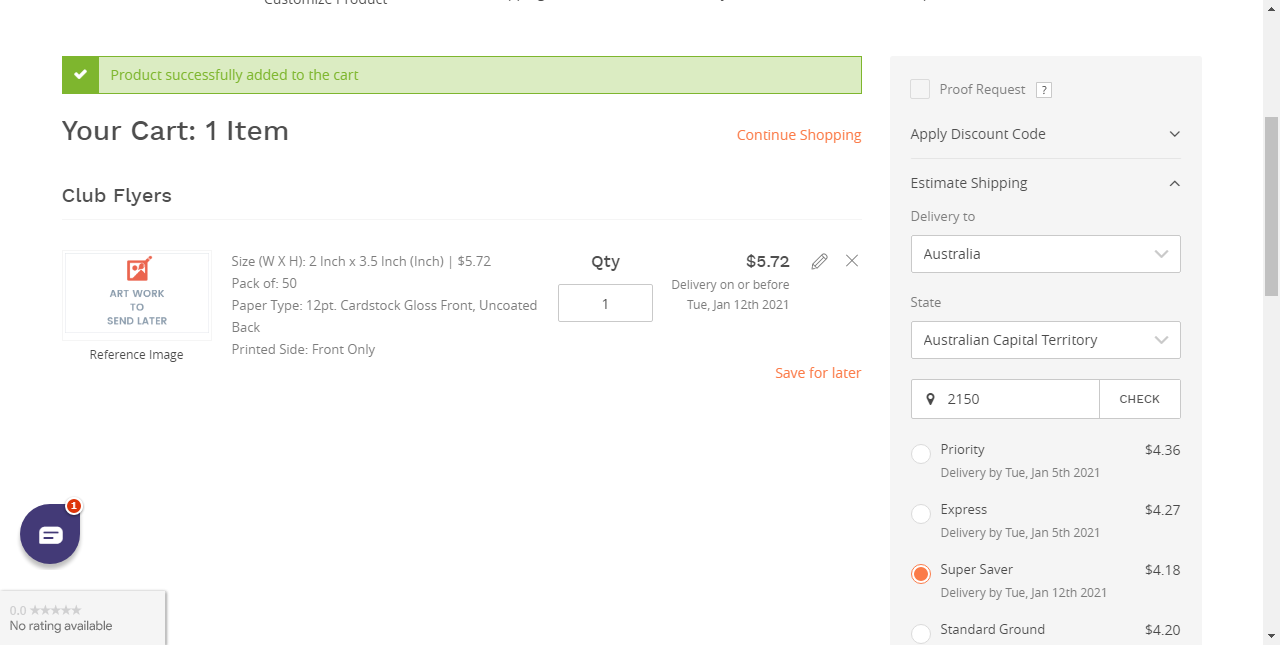 Customize Product
Product successfully added to the cart
Your Cart: 1 Item
Continue Shopping
Club Flyers
ART WORK
TO
SEND LATER
Reference Image
Size (W X H): 2 Inch x 3.5 Inch (Inch) | $5.72
Pack of: 50
Paper Type: 12pt. Cardstock Gloss Front, Uncoated
Back
Printed Side: Front Only
Qty
1
$5.72
Delivery on or before
Tue, Jan 12th 2021
Save for later
Proof Request ?
Apply Discount Code
Estimate Shipping
Delivery to
Australia
State
Australian Capital Territory
2150 CHECK
Priority $4.36
Delivery by Tue, Jan 5th 2021
Express $4.27
Delivery by Tue, Jan 5th 2021
Super Saver $4.18
Delivery by Tue, Jan 12th 2021
Standard Ground $4.20
1
0.0 ★★★★★
No rating available